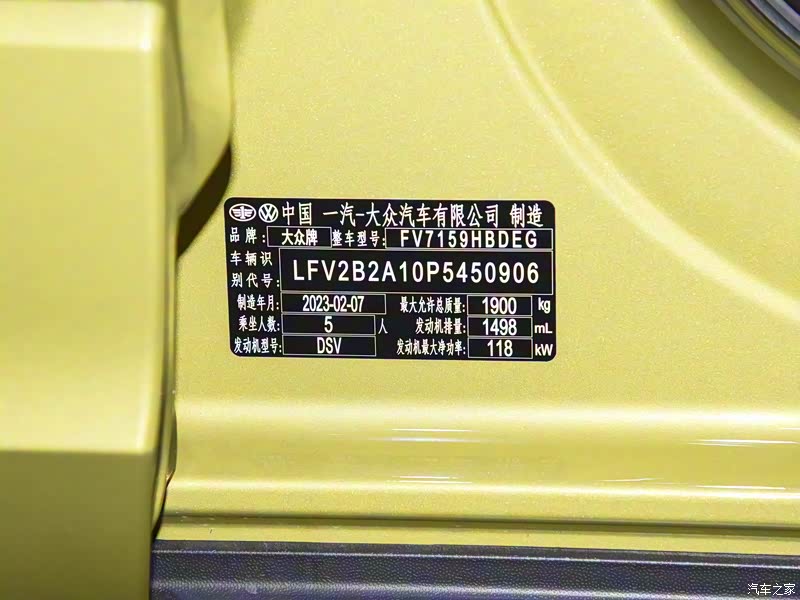 中国 一汽-大众汽车有限公司 制造
品牌: 大众牌 整车型号: FV7159HBDEG
车辆识别代号: LFV2B2A10P5450906
制造年月: 2023-02-07 最大允许总质量: 1900 kg
乘坐人数: 5 人 发动机排量: 1498 mL
发动机型号: DSV 发动机最大净功率: 118 kW
汽车之家